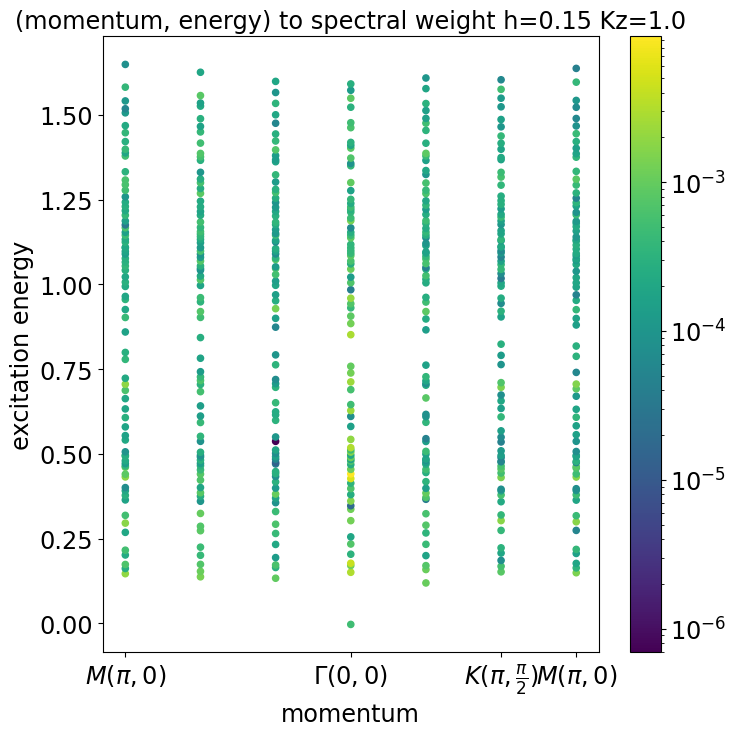 (momentum, energy) to spectral weight h=0.15 Kz=1.0
excitation energy
1.50
1.25
1.00
0.75
0.50
0.25
0.00
M(π, 0)
Γ(0, 0)
K(π, π/2)
M(π, 0)
momentum
10⁻³
10⁻⁴
10⁻⁵
10⁻⁶